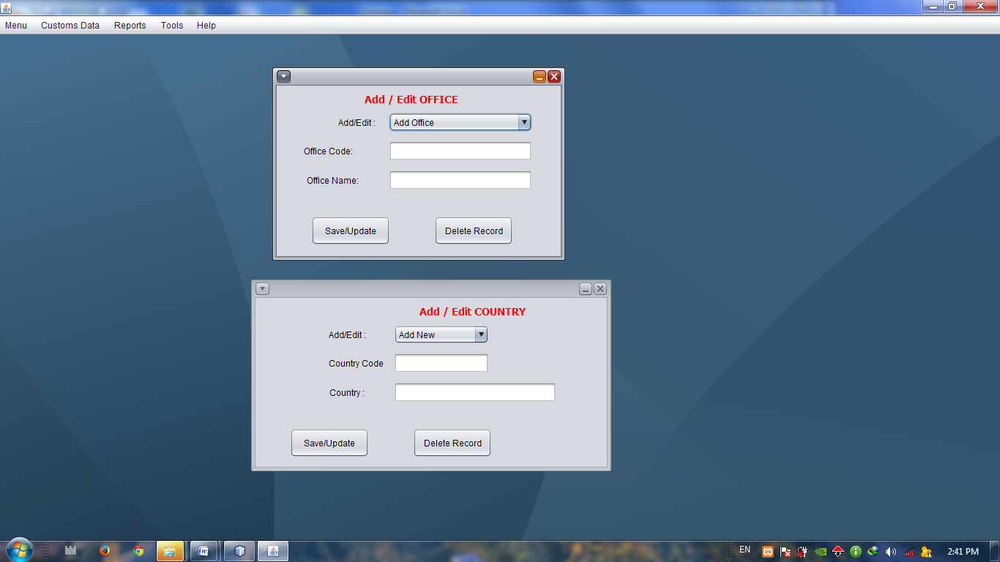 Menu Customs Data Reports Tools Help
Add / Edit OFFICE
Add/Edit : Add Office
Office Code:
Office Name:
Save/Update Delete Record
Add / Edit COUNTRY
Add/Edit : Add New
Country Code
Country :
Save/Update Delete Record
EN 2:41 PM